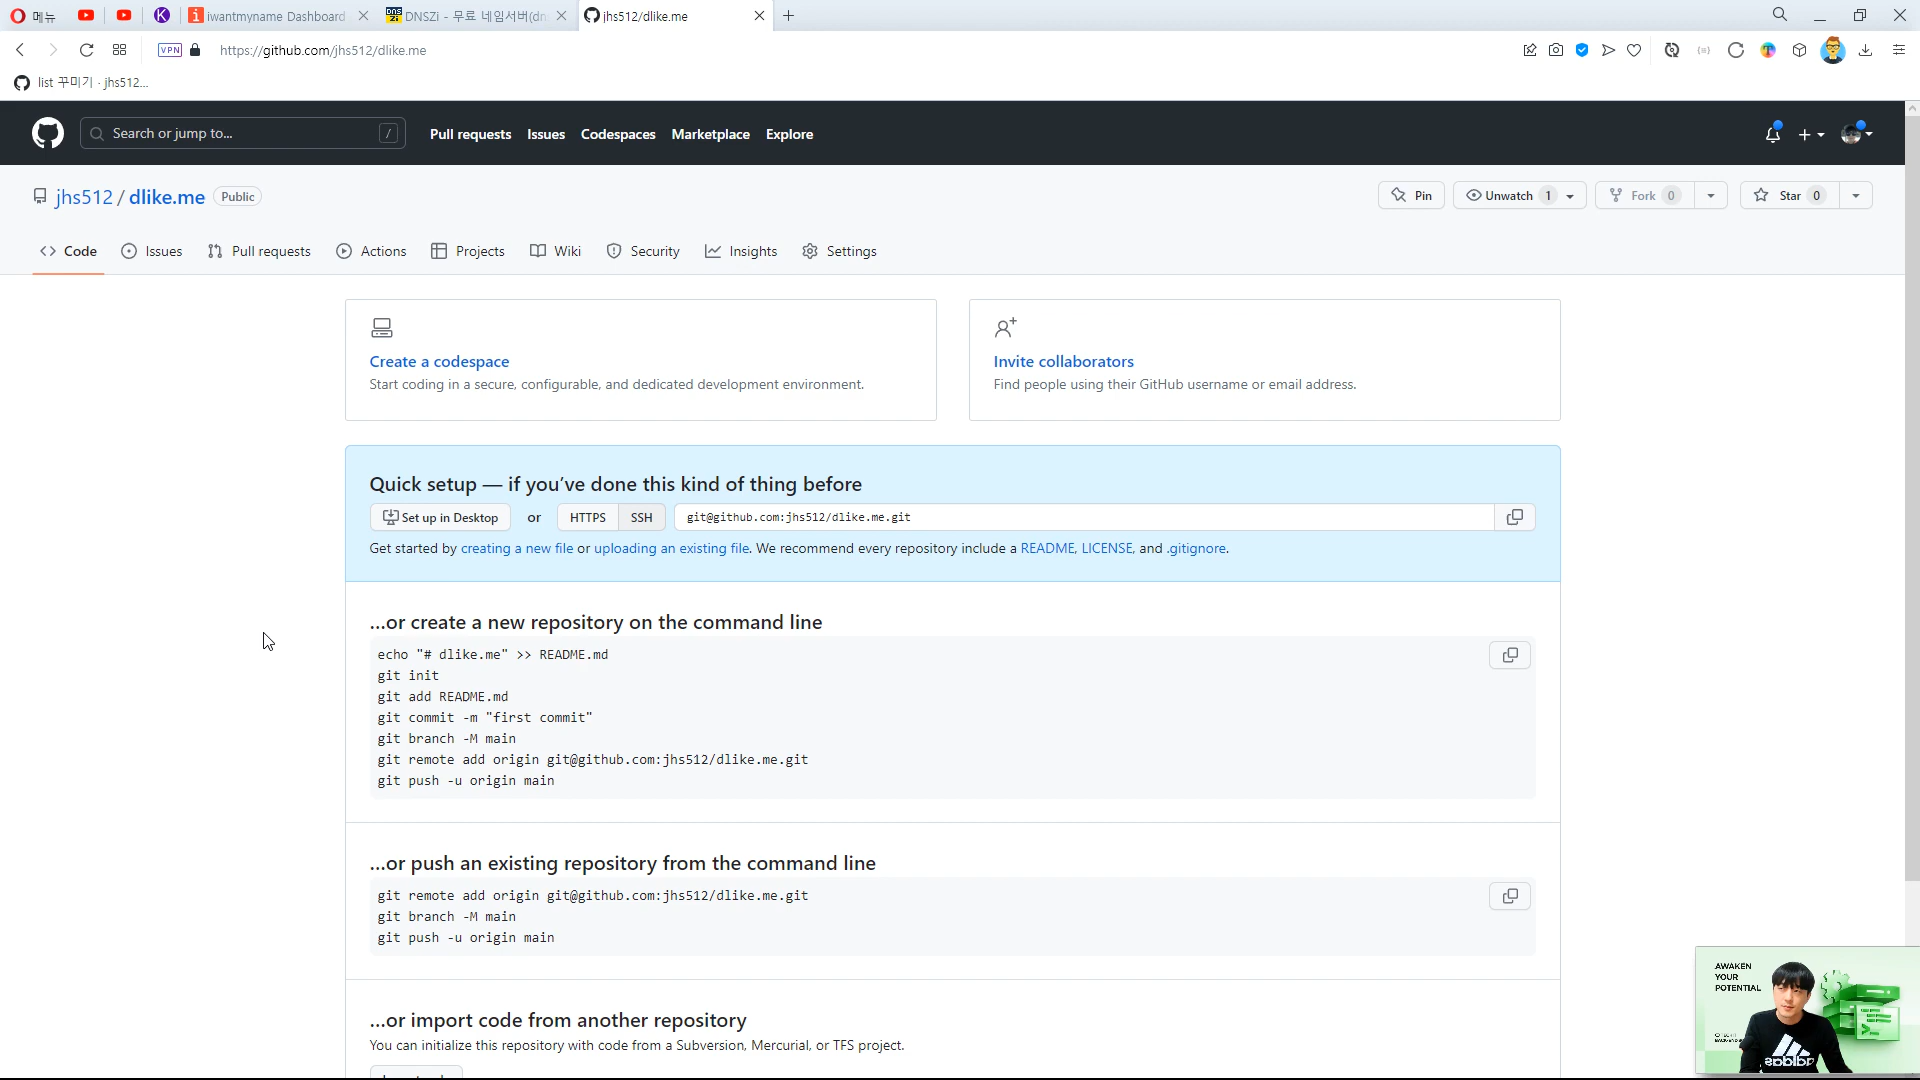 메뉴
iwantmyname Dashboard
DNSZi - 무료 네임서버(dn
jhs512/dlike.me
VPN
https://github.com/jhs512/dlike.me
list 꾸미기 · jhs512...
Search or jump to...
/
Pull requests
Issues
Codespaces
Marketplace
Explore
jhs512 / dlike.me
Public
Pin
Unwatch 1
Fork 0
Star 0
Code
Issues
Pull requests
Actions
Projects
Wiki
Security
Insights
Settings
Create a codespace
Start coding in a secure, configurable, and dedicated development environment.
Invite collaborators
Find people using their GitHub username or email address.
Quick setup — if you've done this kind of thing before
Set up in Desktop
or
HTTPS
SSH
git@github.com:jhs512/dlike.me.git
Get started by creating a new file or uploading an existing file. We recommend every repository include a README, LICENSE, and .gitignore.
…or create a new repository on the command line
echo "# dlike.me" >> README.md
git init
git add README.md
git commit -m "first commit"
git branch -M main
git remote add origin git@github.com:jhs512/dlike.me.git
git push -u origin main
…or push an existing repository from the command line
git remote add origin git@github.com:jhs512/dlike.me.git
git branch -M main
git push -u origin main
…or import code from another repository
You can initialize this repository with code from a Subversion, Mercurial, or TFS project.
AWAKEN
YOUR
POTENTIAL